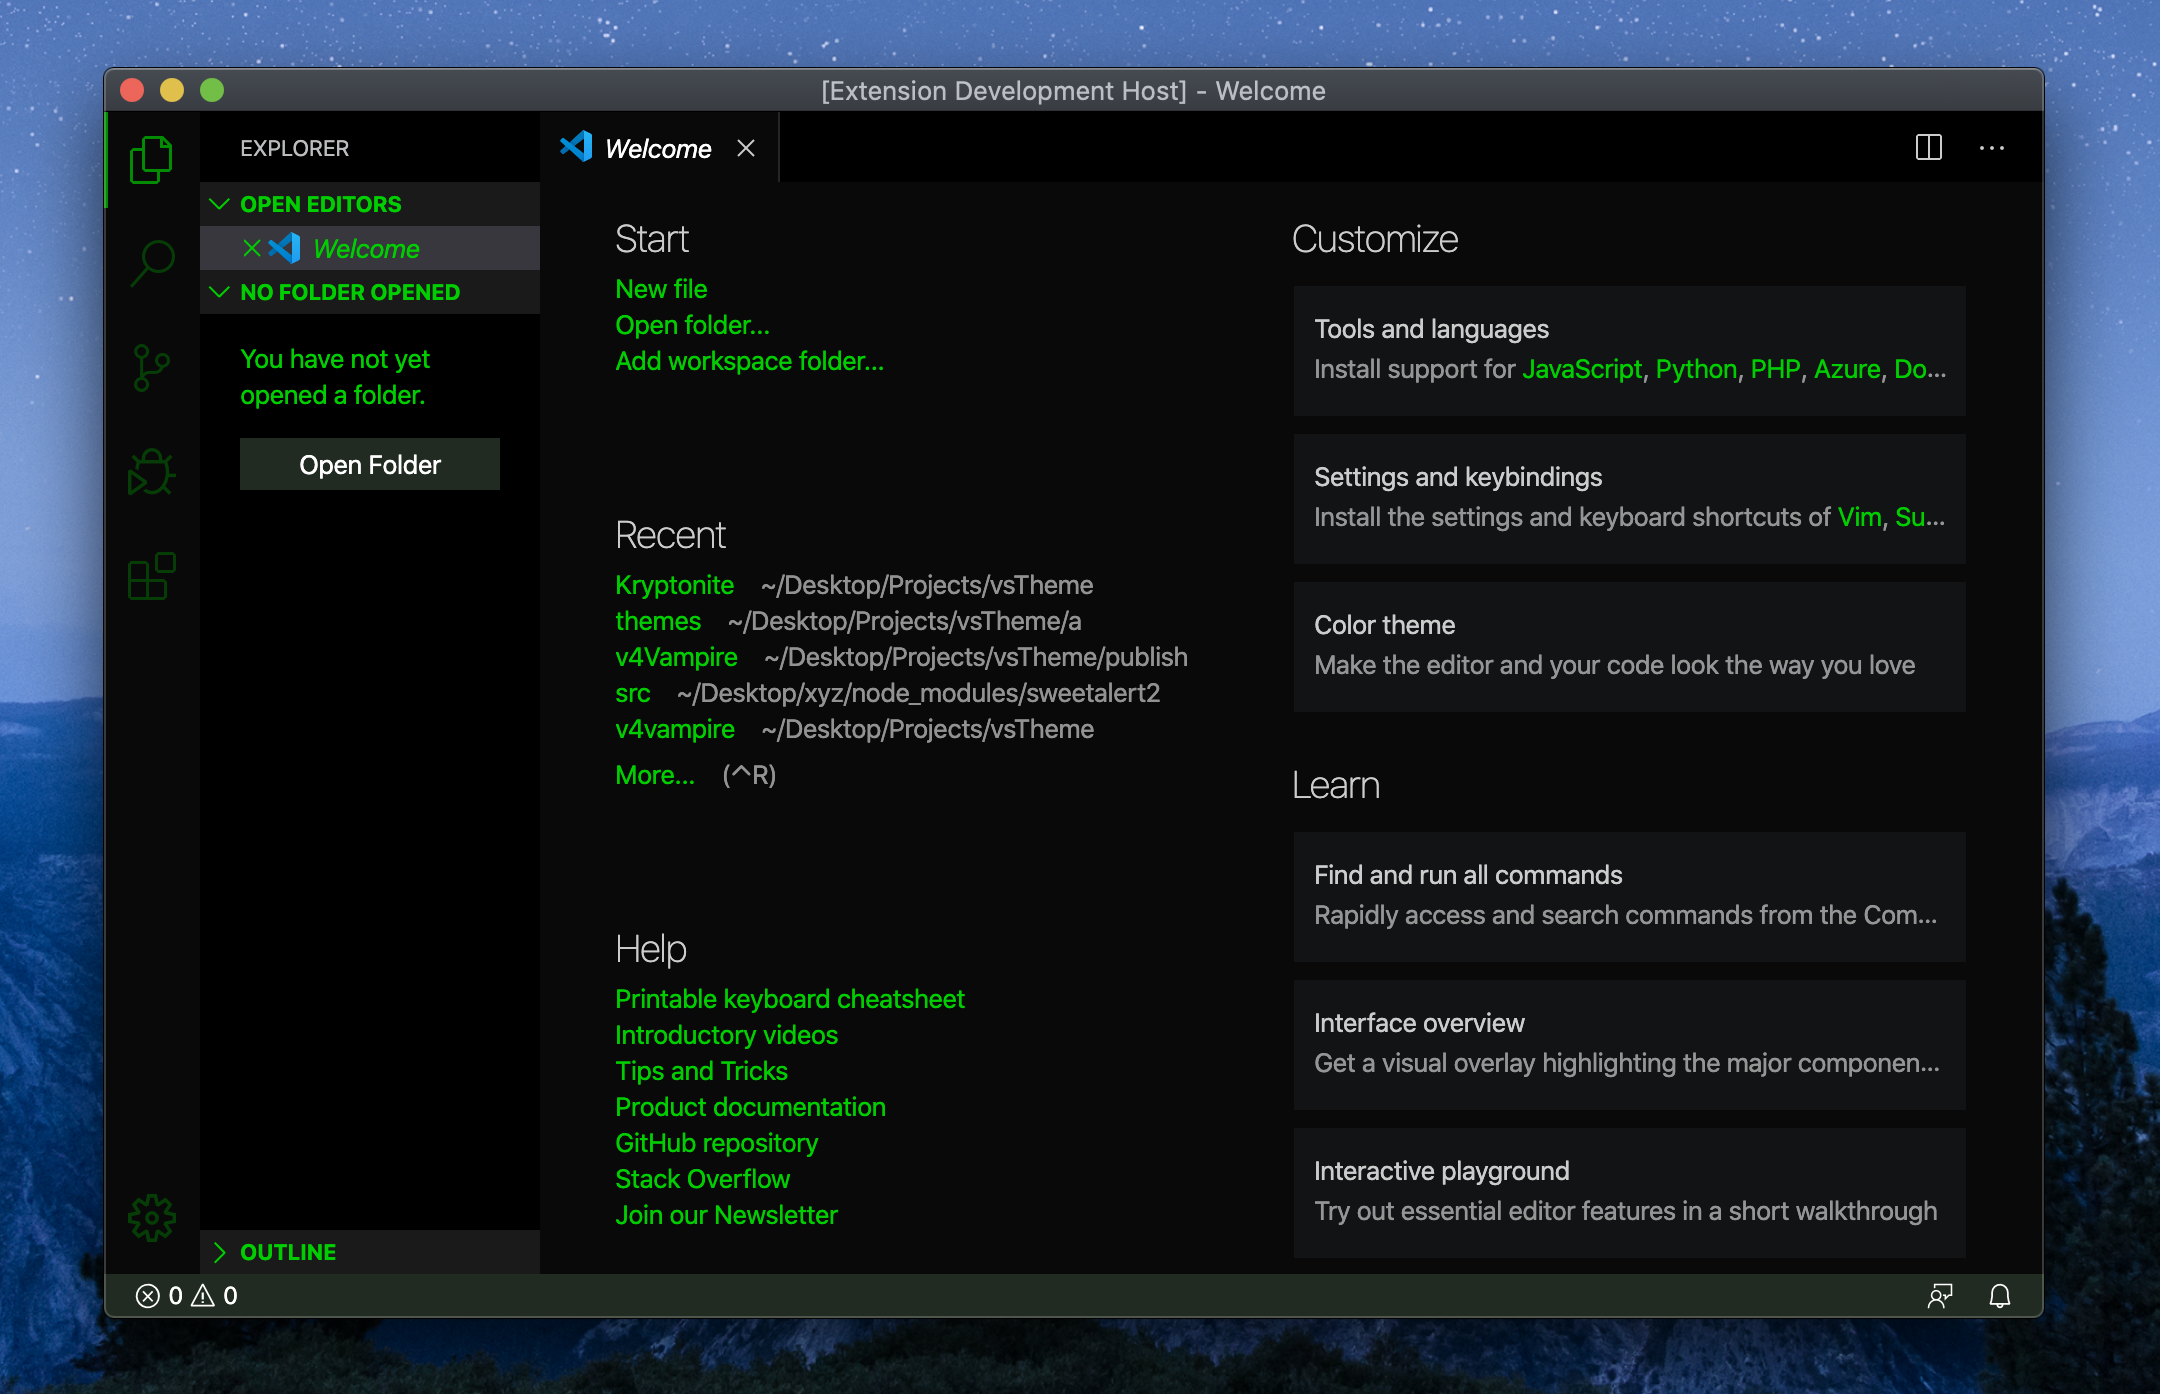 [Extension Development Host] - Welcome
EXPLORER
OPEN EDITORS
Welcome
NO FOLDER OPENED
You have not yet
opened a folder.
Open Folder
OUTLINE
Welcome
Start
New file
Open folder...
Add workspace folder...
Recent
Kryptonite ~/Desktop/Projects/vsTheme
themes ~/Desktop/Projects/vsTheme/a
v4Vampire ~/Desktop/Projects/vsTheme/publish
src ~/Desktop/xyz/node_modules/sweetalert2
v4vampire ~/Desktop/Projects/vsTheme
More... (^R)
Help
Printable keyboard cheatsheet
Introductory videos
Tips and Tricks
Product documentation
GitHub repository
Stack Overflow
Join our Newsletter
Customize
Tools and languages
Install support for JavaScript, Python, PHP, Azure, Do...
Settings and keybindings
Install the settings and keyboard shortcuts of Vim, Su...
Color theme
Make the editor and your code look the way you love
Learn
Find and run all commands
Rapidly access and search commands from the Com...
Interface overview
Get a visual overlay highlighting the major componen...
Interactive playground
Try out essential editor features in a short walkthrough
0 0